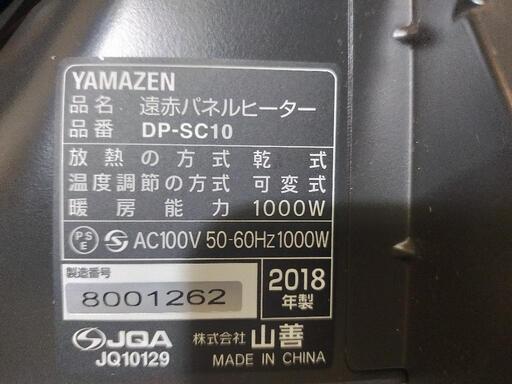 YAMAZEN
品名 遠赤パネルヒーター
品番 DP-SC10
放熱の方式 乾式
温度調節の方式 可変式
暖房能力 1000W
PSE AC100V 50-60Hz1000W
製造番号
8001262
2018
年製
JQA
JQ10129
株式会社 山善
MADE IN CHINA